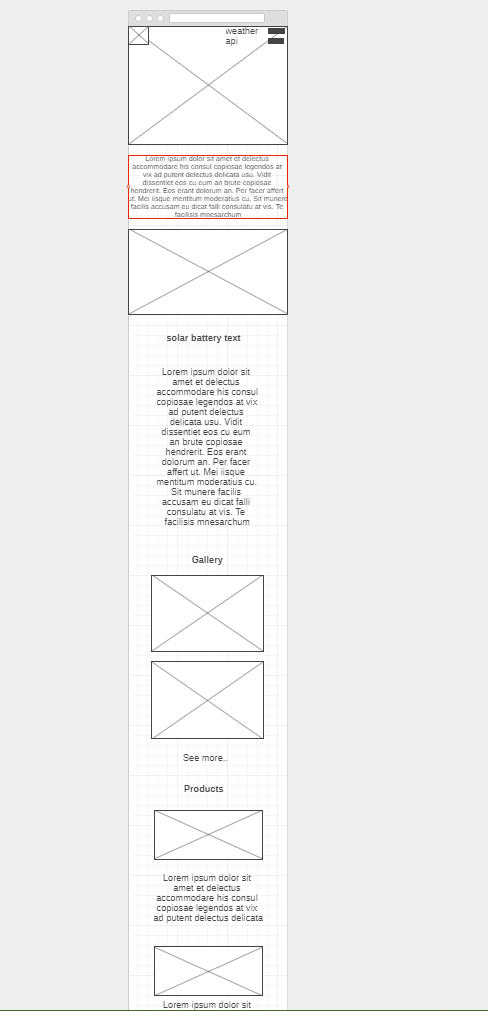 weather
api
Lorem ipsum dolor sit amet et delectus
accommodare his consul copiosae legendos at
vix ad putent delectus delicata usu. Vidit
dissentiet eos cu eum an brute copiosae
hendrerit. Eos erant dolorum an. Per facer affert
ut. Mei iisque mentitum moderatius cu. Sit munere
facilis accusam eu dicat falli consulatu at vis. Te
facilisis mnesarchum
solar battery text
Lorem ipsum dolor sit
amet et delectus
accommodare his consul
copiosae legendos at vix
ad putent delectus
delicata usu. Vidit
dissentiet eos cu eum
an brute copiosae
hendrerit. Eos erant
dolorum an. Per facer
affert ut. Mei iisque
mentitum moderatius cu.
Sit munere facilis
accusam eu dicat falli
consulatu at vis. Te
facilisis mnesarchum
Gallery
See more..
Products
Lorem ipsum dolor sit
amet et delectus
accommodare his consul
copiosae legendos at vix
ad putent delectus delicata
Lorem ipsum dolor sit